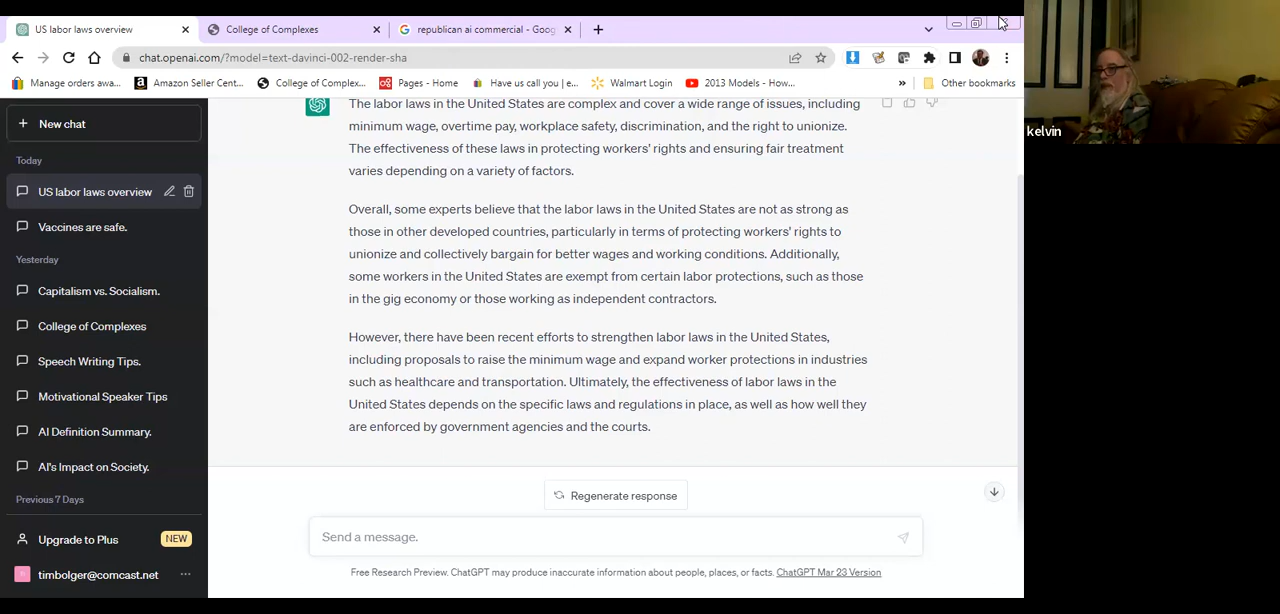 US labor laws overview
College of Complexes
republican ai commercial - Goog
chat.openai.com/?model=text-davinci-002-render-sha
Manage orders awa...
Amazon Seller Cent...
College of Complex...
Pages - Home
Have us call you | e...
Walmart Login
2013 Models - How...
»
Other bookmarks
kelvin
+ New chat
Today
US labor laws overview
Vaccines are safe.
Yesterday
Capitalism vs. Socialism.
College of Complexes
Speech Writing Tips.
Motivational Speaker Tips
AI Definition Summary.
AI's Impact on Society.
Previous 7 Days
Upgrade to Plus
NEW
timbolger@comcast.net
...
The labor laws in the United States are complex and cover a wide range of issues, including
minimum wage, overtime pay, workplace safety, discrimination, and the right to unionize.
The effectiveness of these laws in protecting workers' rights and ensuring fair treatment
varies depending on a variety of factors.
Overall, some experts believe that the labor laws in the United States are not as strong as
those in other developed countries, particularly in terms of protecting workers' rights to
unionize and collectively bargain for better wages and working conditions. Additionally,
some workers in the United States are exempt from certain labor protections, such as those
in the gig economy or those working as independent contractors.
However, there have been recent efforts to strengthen labor laws in the United States,
including proposals to raise the minimum wage and expand worker protections in industries
such as healthcare and transportation. Ultimately, the effectiveness of labor laws in the
United States depends on the specific laws and regulations in place, as well as how well they
are enforced by government agencies and the courts.
Regenerate response
Send a message.
Free Research Preview. ChatGPT may produce inaccurate information about people, places, or facts. ChatGPT Mar 23 Version